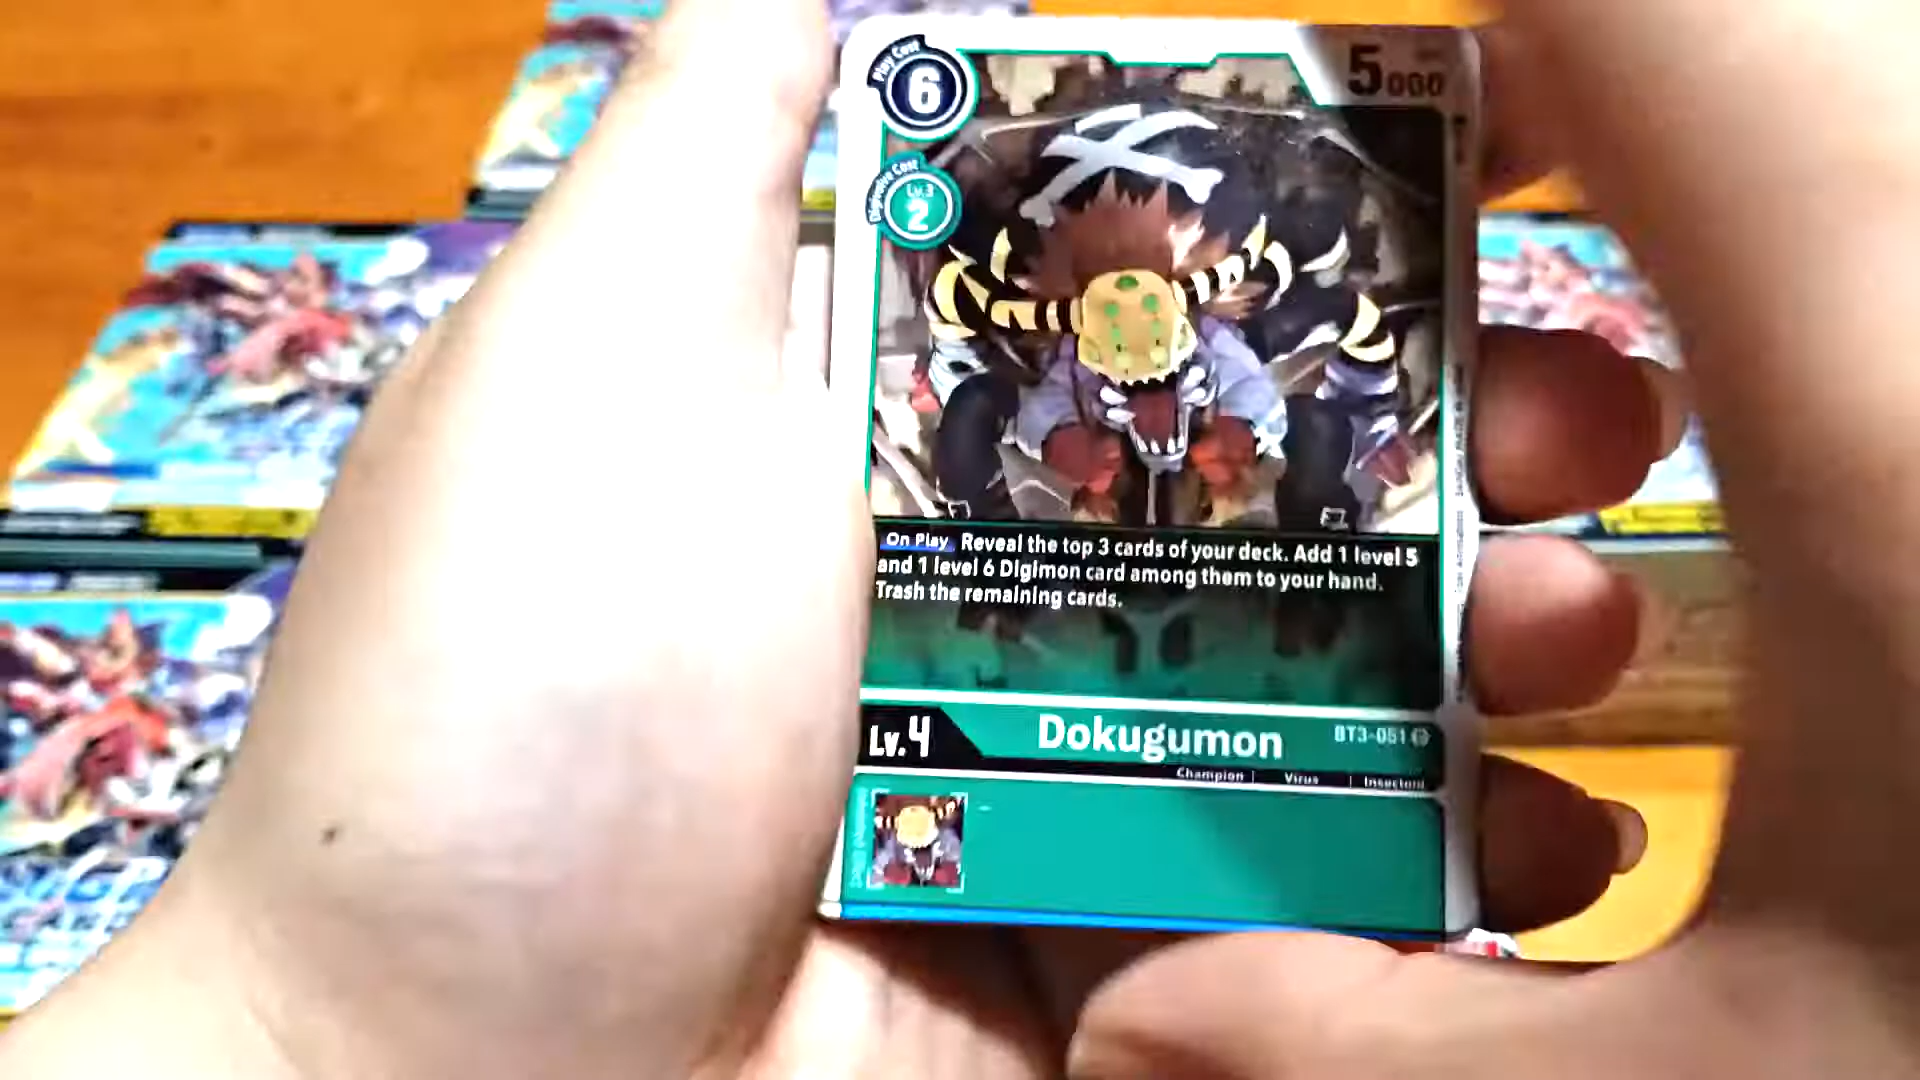 Play Cost
6
5000
Digivolve Cost
Lv.3
2
On Play Reveal the top 3 cards of your deck. Add 1 level 5
and 1 level 6 Digimon card among them to your hand.
Trash the remaining cards.
Lv.4
Dokugumon
BT3-051
Champion | Virus | Insectoid